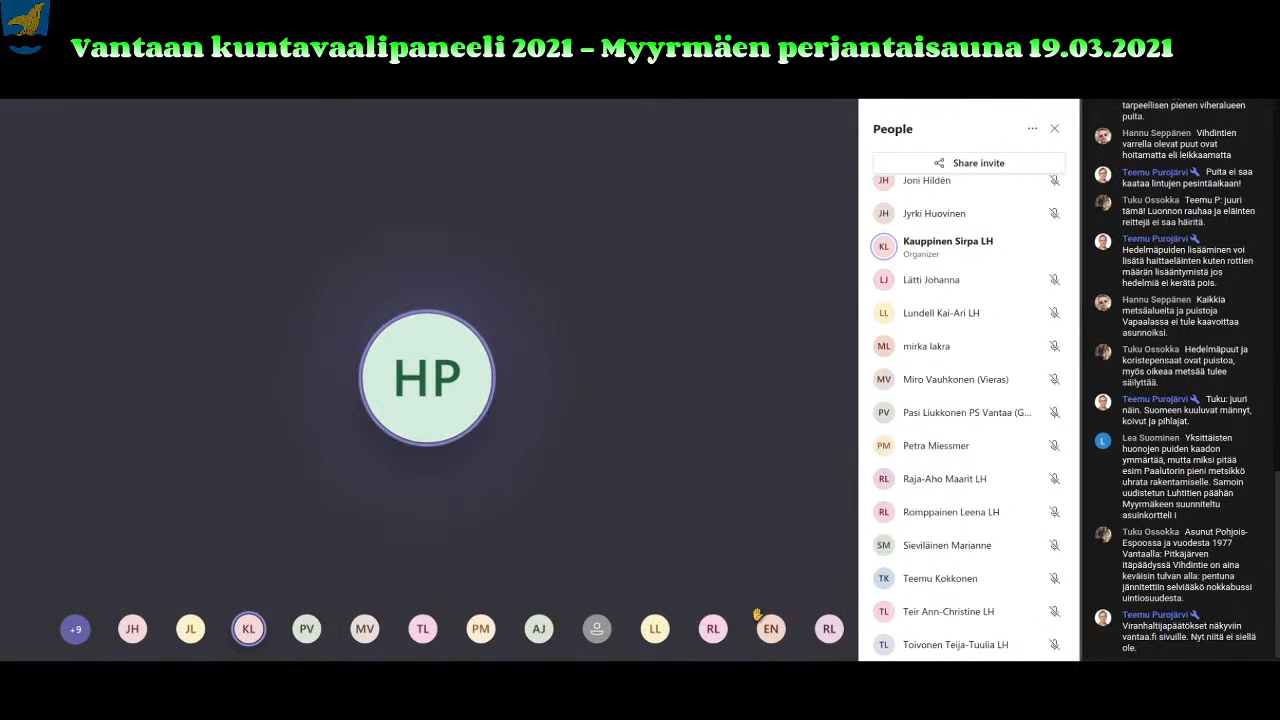 Vantaan kuntavaalipaneeli 2021 – Myyrmäen perjantaisauna 19.03.2021
HP
+9
JH
JL
KL
PV
MV
TL
PM
AJ
LL
RL
EN
RL
People
Share invite
JH Joni Hildén
JH Jyrki Huovinen
KL Kauppinen Sirpa LH
Organizer
LJ Lätti Johanna
LL Lundell Kai-Ari LH
ML mirka lakra
MV Miro Vauhkonen (Vieras)
PV Pasi Liukkonen PS Vantaa (G...
PM Petra Miessmer
RL Raja-Aho Maarit LH
RL Romppainen Leena LH
SM Sieviläinen Marianne
TK Teemu Kokkonen
TL Teir Ann-Christine LH
TL Toivonen Teija-Tuulia LH
tarpeellisen pienen viheralueen
puita.
Hannu Seppänen Vihdintien
varrella olevat puut ovat
hoitamatta eli leikkaamatta
Teemu Purojärvi Puita ei saa
kaataa lintujen pesintäaikaan!
Tuku Ossokka Teemu P: juuri
tämä! Luonnon rauhaa ja eläinten
reittejä ei saa häiritä.
Teemu Purojärvi
Hedelmäpuiden lisääminen voi
lisätä haittaeläinten kuten rottien
määrän lisääntymistä jos
hedelmiä ei kerätä pois.
Hannu Seppänen Kaikkia
metsäalueita ja puistoja
Vapaalassa ei tule kaavoittaa
asunnoiksi.
Tuku Ossokka Hedelmäpuut ja
koristepensaat ovat puistoa,
myös oikeaa metsää tulee
säilyttää.
Teemu Purojärvi Tuku: juuri
näin. Suomeen kuuluvat männyt,
koivut ja pihlajat.
L Lea Suominen Yksittäisten
huonojen puiden kaadon
ymmärtää, mutta miksi pitää
esim Paalutorin pieni metsikkö
uhrata rakentamiselle. Samoin
uudistetun Luhtitien päähän
Myyrmäkeen suunniteltu
asuinkortteli i
Tuku Ossokka Asunut Pohjois-
Espoossa ja vuodesta 1977
Vantaalla: Pitkäjärven
itäpäädyssä Vihdintie on aina
keväisin tulvan alla: pentuna
jännitettiin selviääkö nokkabussi
uintiosuudesta.
Teemu Purojärvi
Viranhaltijapäätökset näkyviin
vantaa.fi sivuille. Nyt niitä ei siellä
ole.